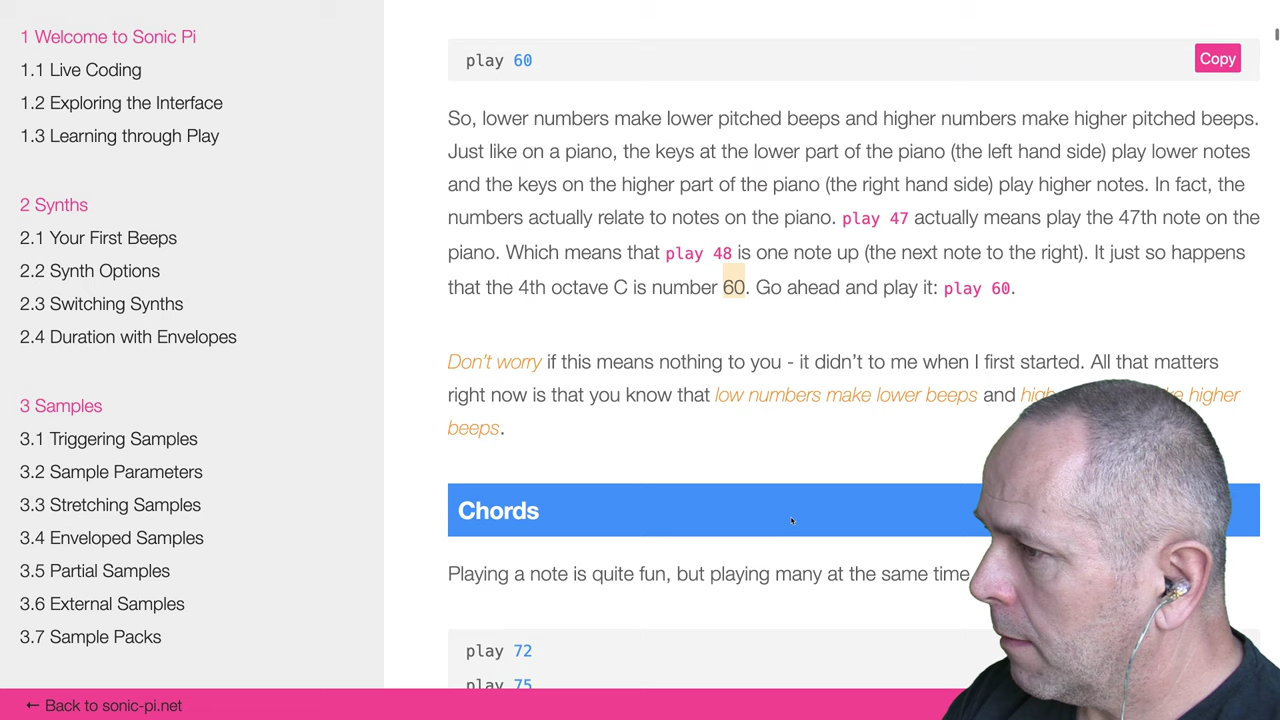 1 Welcome to Sonic Pi
1.1 Live Coding
1.2 Exploring the Interface
1.3 Learning through Play
2 Synths
2.1 Your First Beeps
2.2 Synth Options
2.3 Switching Synths
2.4 Duration with Envelopes
3 Samples
3.1 Triggering Samples
3.2 Sample Parameters
3.3 Stretching Samples
3.4 Enveloped Samples
3.5 Partial Samples
3.6 External Samples
3.7 Sample Packs
← Back to sonic-pi.net
play 60
Copy
So, lower numbers make lower pitched beeps and higher numbers make higher pitched beeps.
Just like on a piano, the keys at the lower part of the piano (the left hand side) play lower notes
and the keys on the higher part of the piano (the right hand side) play higher notes. In fact, the
numbers actually relate to notes on the piano. play 47 actually means play the 47th note on the
piano. Which means that play 48 is one note up (the next note to the right). It just so happens
that the 4th octave C is number 60. Go ahead and play it: play 60.
Don't worry if this means nothing to you - it didn't to me when I first started. All that matters
right now is that you know that low numbers make lower beeps and higher
beeps.
Chords
Playing a note is quite fun, but playing many at the same time
play 72
play 75